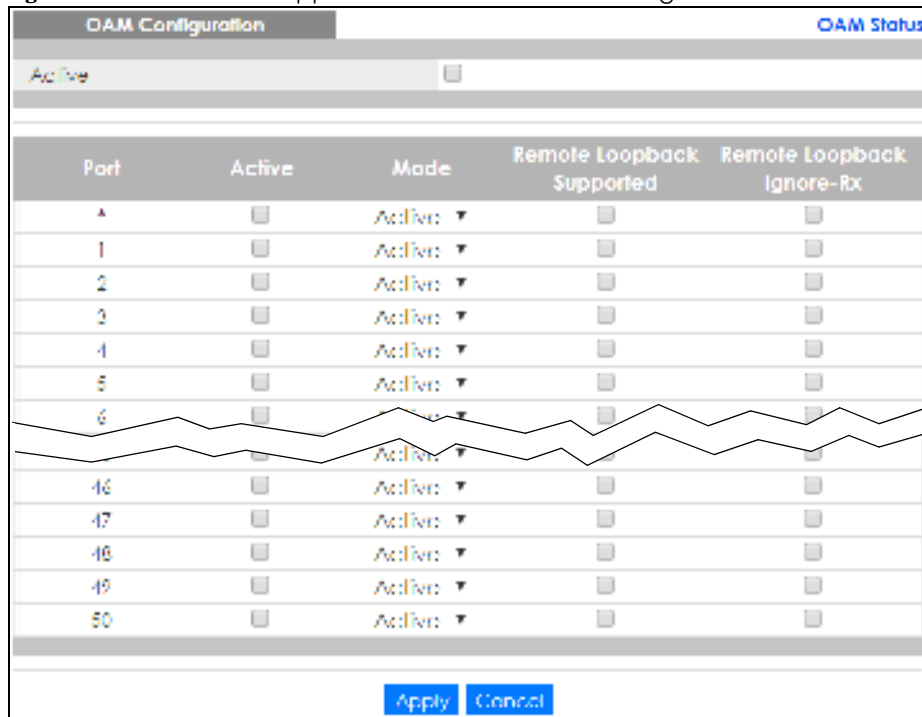 OAM Configuration OAM Status
Active
Port Active Mode Remote Loopback Supported Remote Loopback Ignore-Rx
* Active
1 Active
2 Active
3 Active
4 Active
5 Active
6
Active
46 Active
47 Active
48 Active
49 Active
50 Active
Apply Cancel